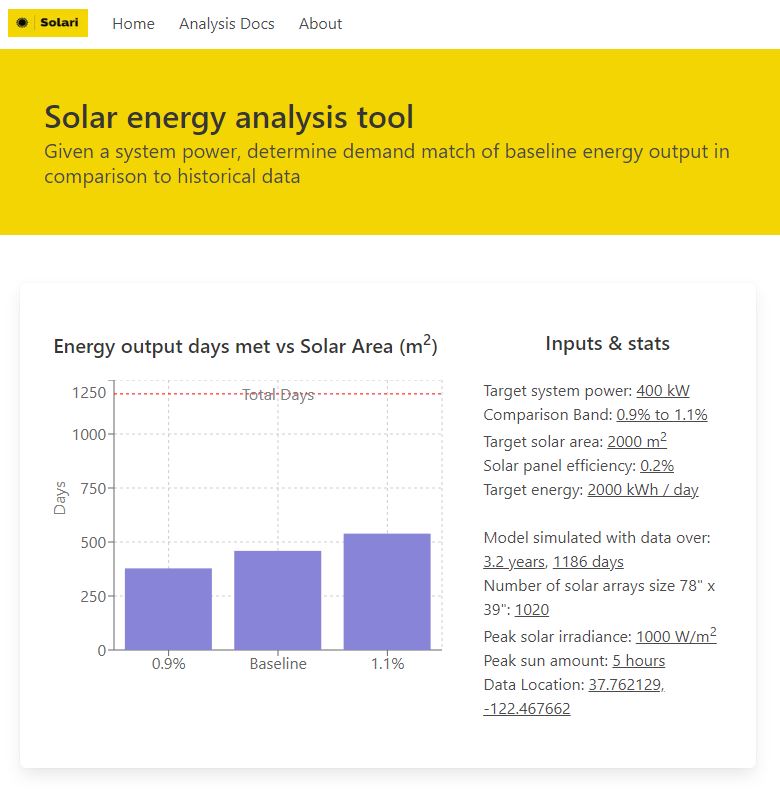 Solari
Home
Analysis Docs
About
Solar energy analysis tool
Given a system power, determine demand match of baseline energy output in
comparison to historical data
Energy output days met vs Solar Area (m²)
1250
1000
750
500
250
0
Days
Total Days
0.9%
Baseline
1.1%
Inputs & stats
Target system power: 400 kW
Comparison Band: 0.9% to 1.1%
Target solar area: 2000 m²
Solar panel efficiency: 0.2%
Target energy: 2000 kWh / day
Model simulated with data over:
3.2 years, 1186 days
Number of solar arrays size 78" x
39": 1020
Peak solar irradiance: 1000 W/m²
Peak sun amount: 5 hours
Data Location: 37.762129,
-122.467662